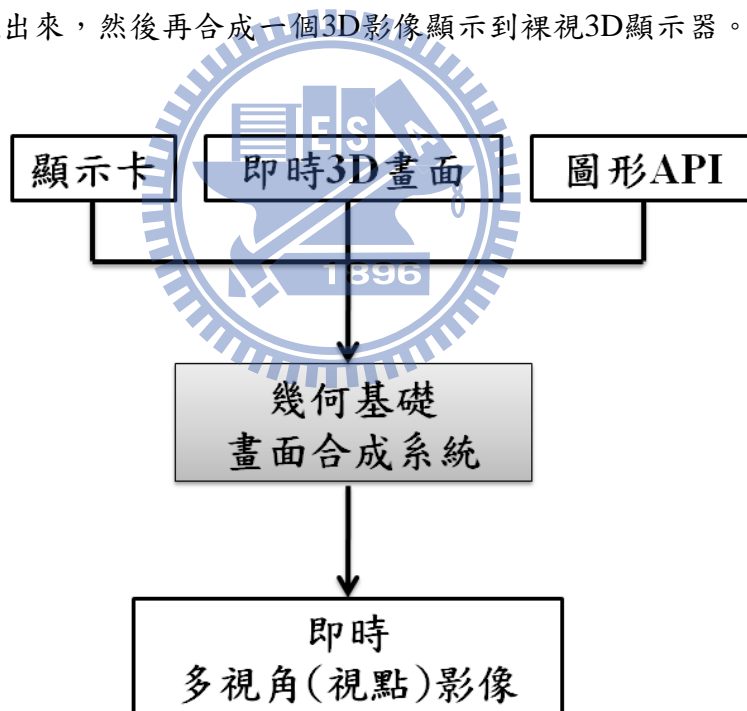 出來，然後再合成一個3D影像顯示到裸視3D顯示器。
顯示卡
即時3D畫面
圖形API
ES A
1896
幾何基礎
畫面合成系統
即時
多視角(視點)影像